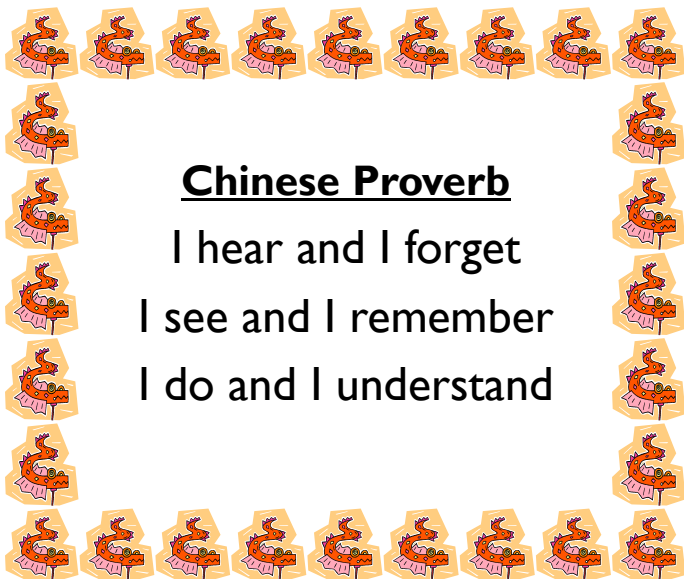 Chinese Proverb
I hear and I forget
I see and I remember
I do and I understand